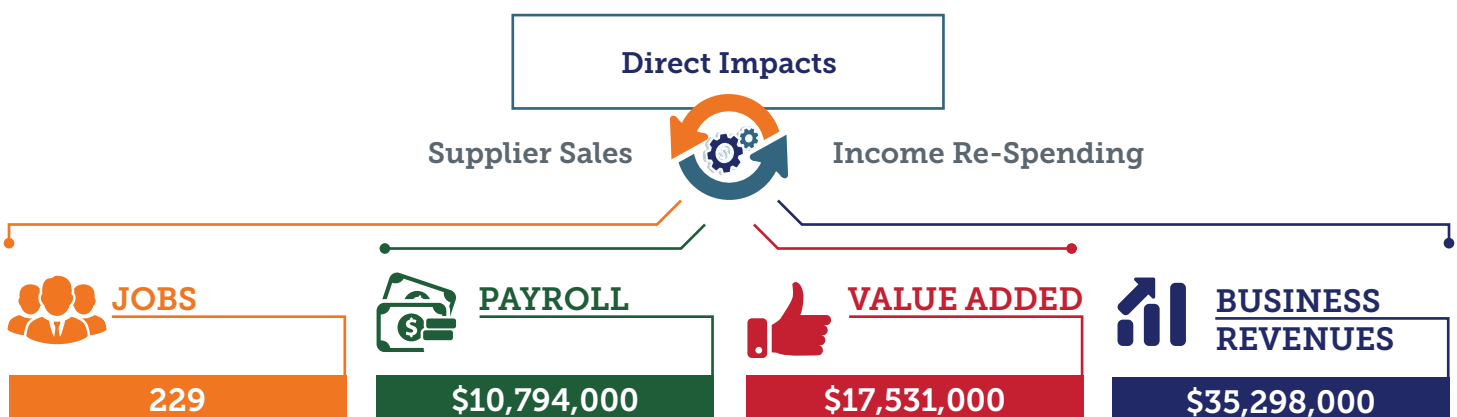 Direct Impacts
Supplier Sales
Income Re-Spending
JOBS
PAYROLL
VALUE ADDED
BUSINESS
REVENUES
229
$10,794,000
$17,531,000
$35,298,000